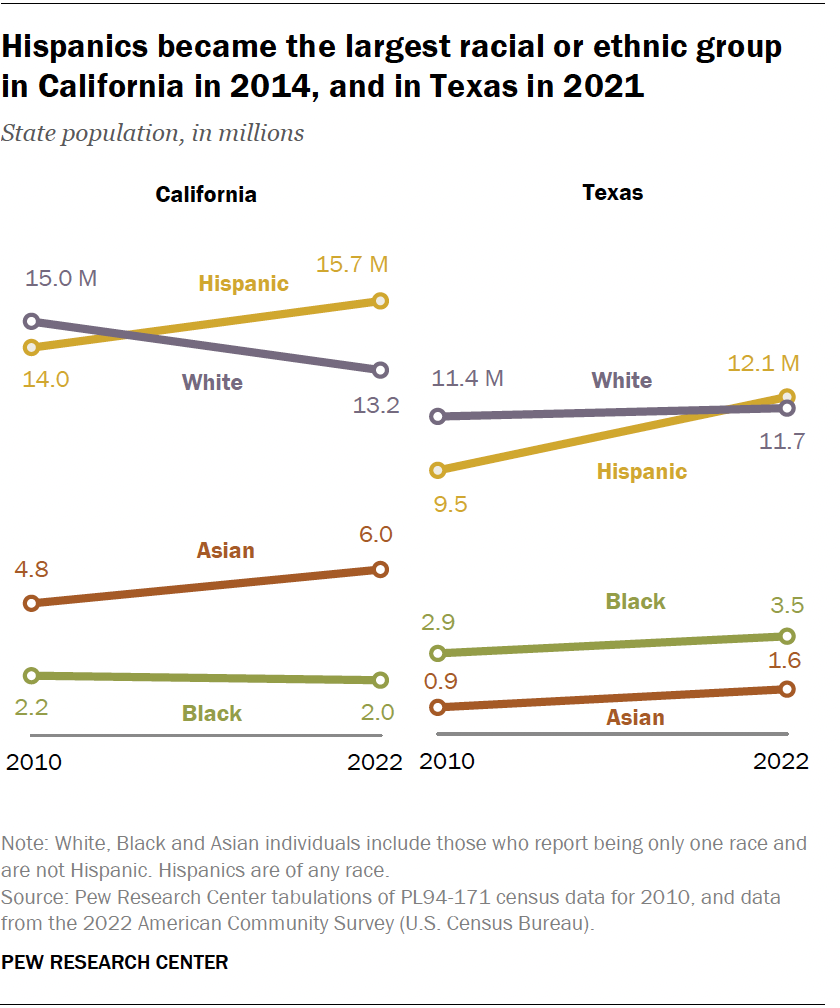 Hispanics became the largest racial or ethnic group
in California in 2014, and in Texas in 2021
State population, in millions
California
15.0 M
Hispanic
15.7 M
14.0
White
13.2
Asian
4.8
6.0
2.2
Black
2.0
2010
2022
Texas
11.4 M
White
12.1 M
9.5
Hispanic
11.7
2.9
Black
3.5
0.9
Asian
1.6
2010
2022
Note: White, Black and Asian individuals include those who report being only one race and
are not Hispanic. Hispanics are of any race.
Source: Pew Research Center tabulations of PL94-171 census data for 2010, and data
from the 2022 American Community Survey (U.S. Census Bureau).
PEW RESEARCH CENTER